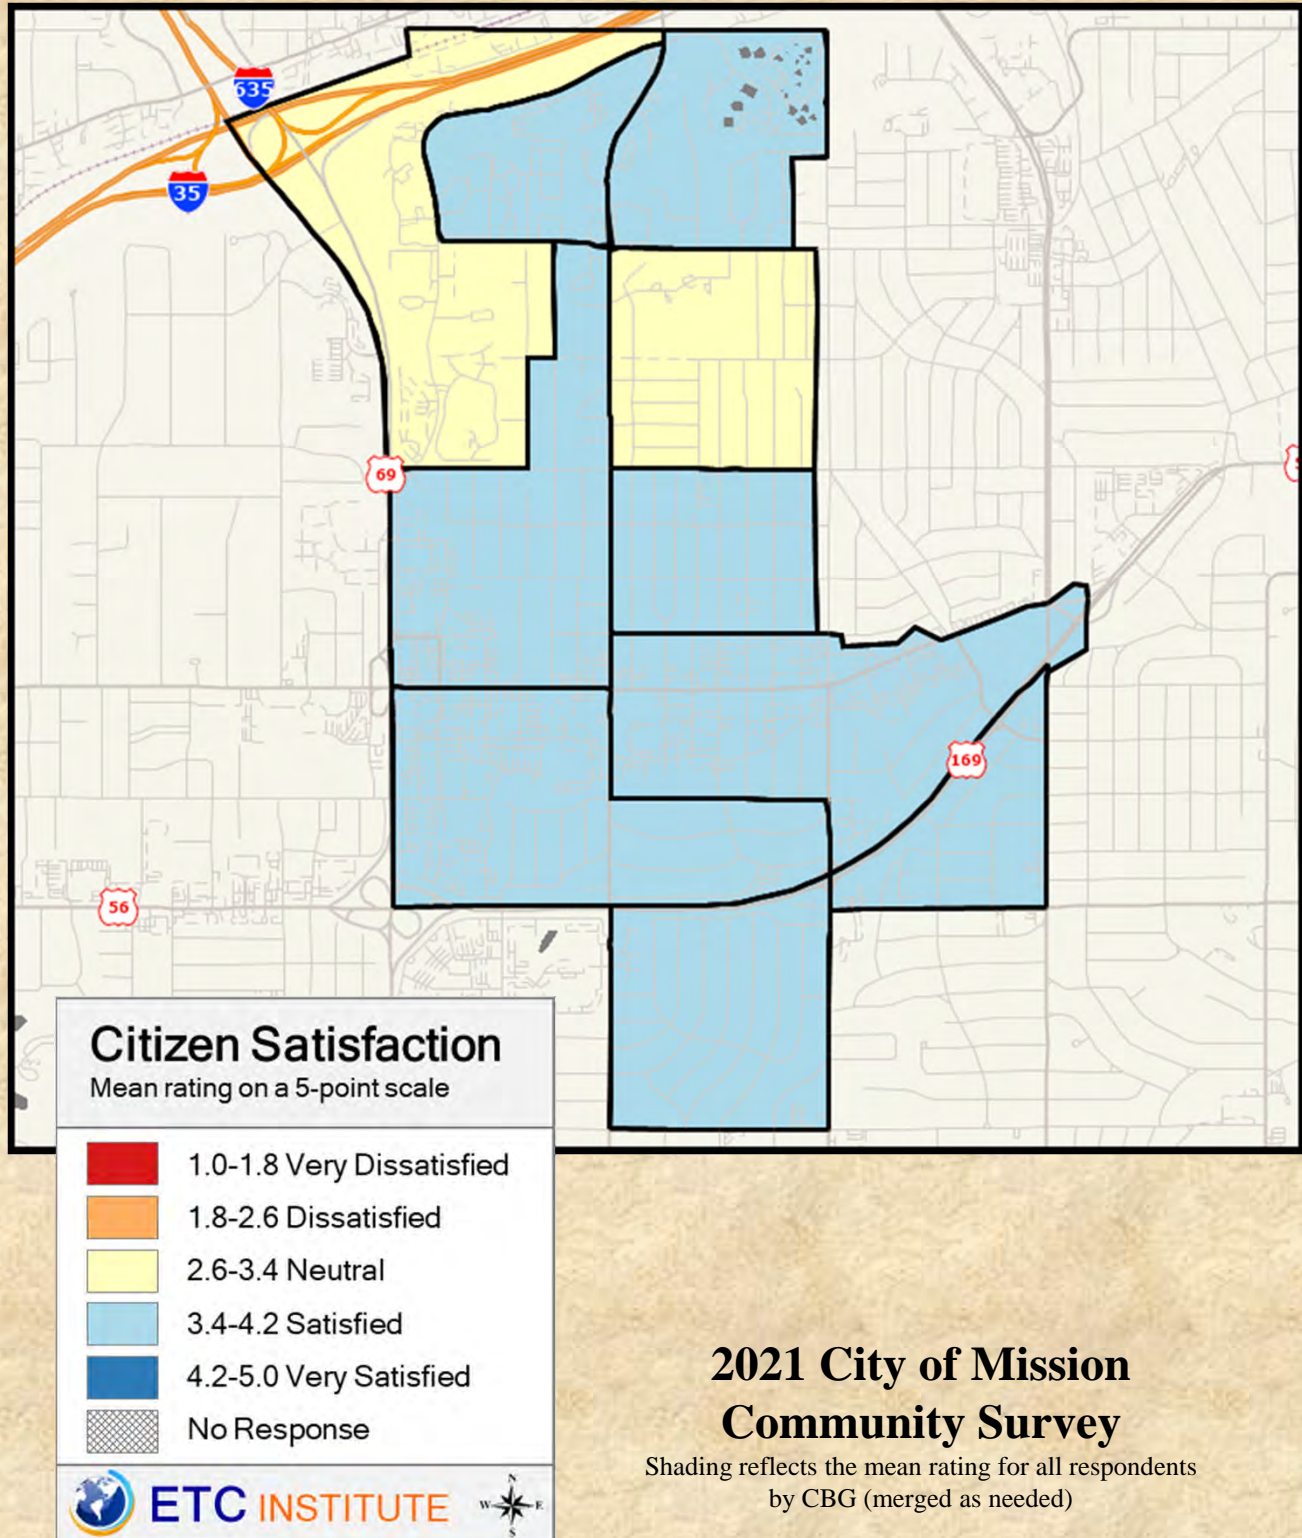 635
35
69
169
56
Citizen Satisfaction
Mean rating on a 5-point scale
1.0-1.8 Very Dissatisfied
1.8-2.6 Dissatisfied
2.6-3.4 Neutral
3.4-4.2 Satisfied
4.2-5.0 Very Satisfied
No Response
ETC INSTITUTE
N
W E
S
2021 City of Mission
Community Survey
Shading reflects the mean rating for all respondents
by CBG (merged as needed)